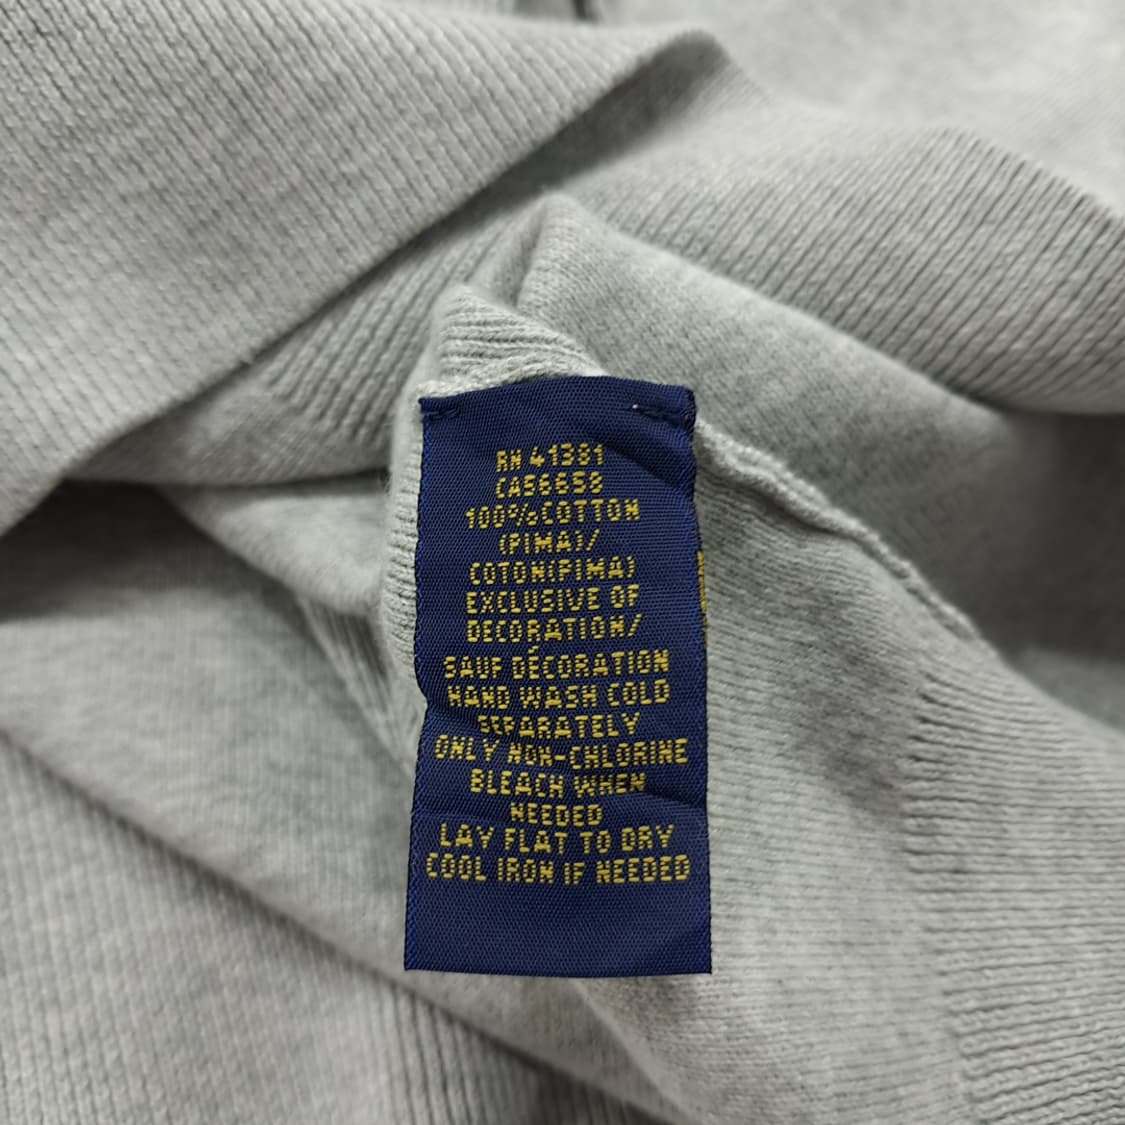 RN 41381
CA56658
100%COTTON
(PIMA)/
COTON(PIMA)
EXCLUSIVE OF
DECORATION/
SAUF DÉCORATION
HAND WASH COLD
SEPARATELY
ONLY NON-CHLORINE
BLEACH WHEN
NEEDED
LAY FLAT TO DRY
COOL IRON IF NEEDED